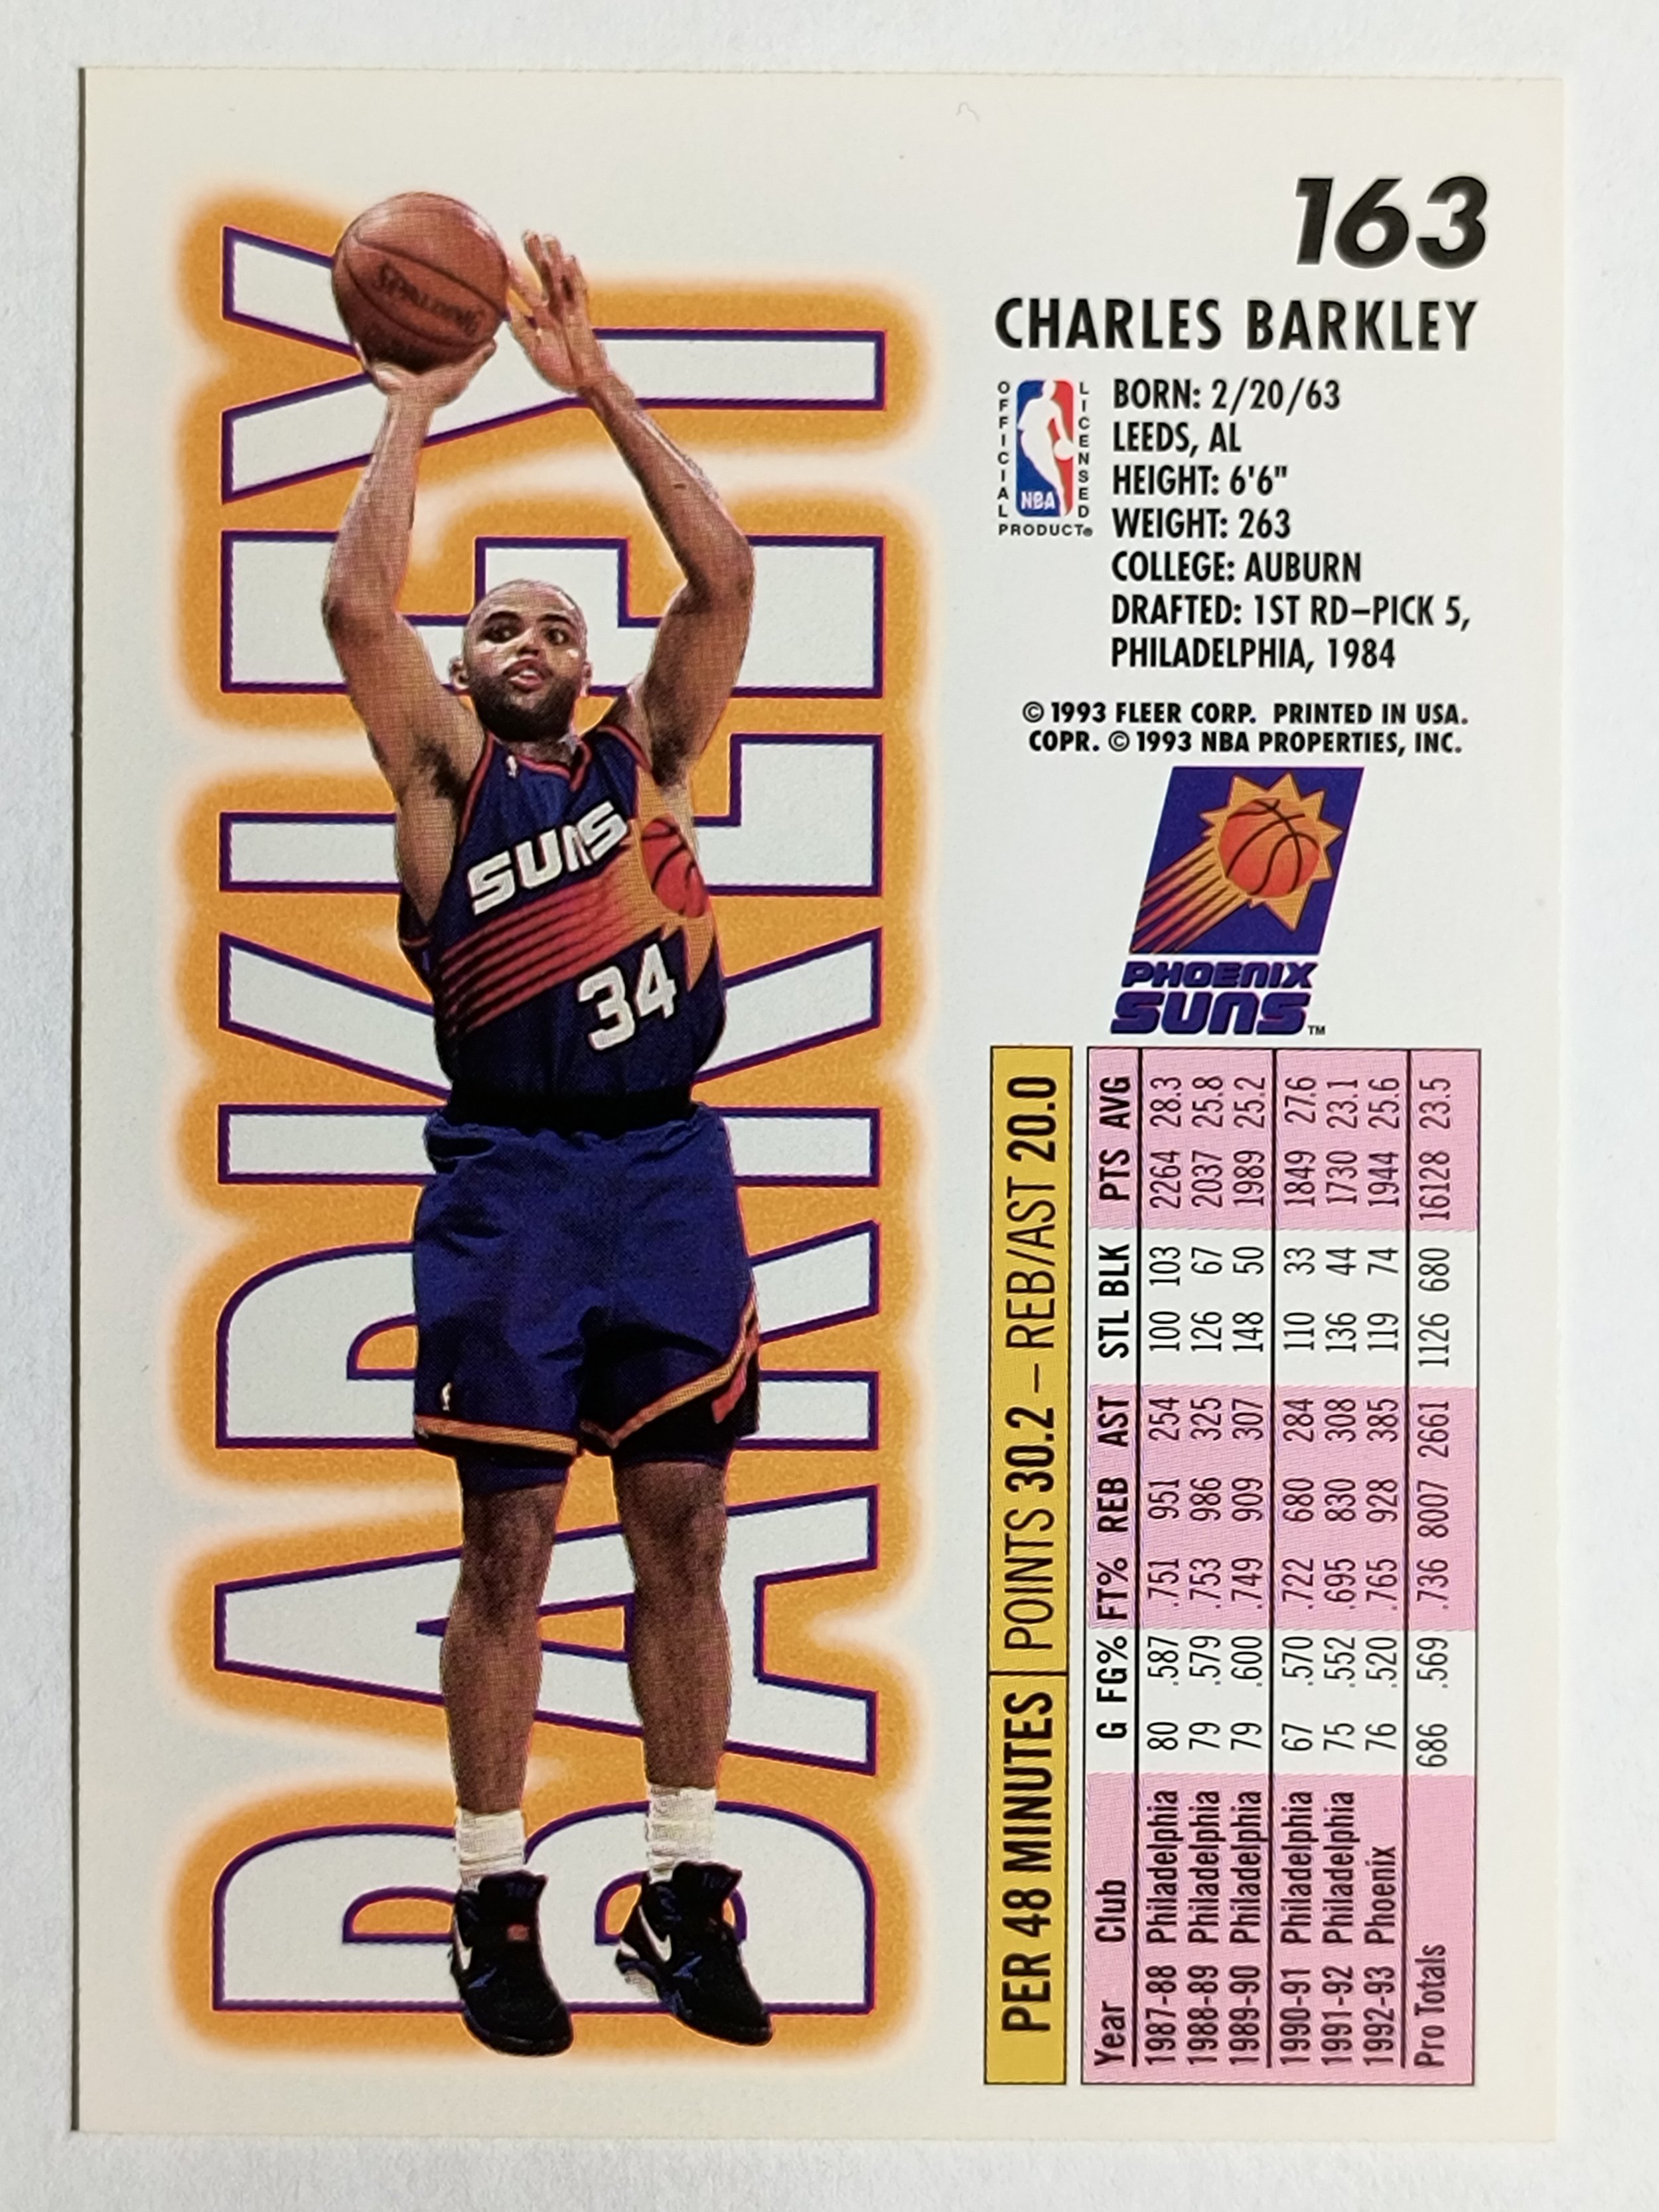 163
BARKLEY
SPALDING
SUNS
34
CHARLES BARKLEY
OFFICIAL LICENSED
NBA
PRODUCT®
BORN: 2/20/63
LEEDS, AL
HEIGHT: 6'6"
WEIGHT: 263
COLLEGE: AUBURN
DRAFTED: 1ST RD–PICK 5,
PHILADELPHIA, 1984
© 1993 FLEER CORP. PRINTED IN USA.
COPR. © 1993 NBA PROPERTIES, INC.
PHOENIX
SUNS™
PER 48 MINUTES | POINTS 30.2 – REB/AST 20.0
Year Club G FG% FT% REB AST STL BLK PTS AVG
1987-88 Philadelphia 80 .587 .751 951 254 100 103 2264 28.3
1988-89 Philadelphia 79 .579 .753 986 325 126 67 2037 25.8
1989-90 Philadelphia 79 .600 .749 909 307 148 50 1989 25.2
1990-91 Philadelphia 67 .570 .722 680 284 110 33 1849 27.6
1991-92 Philadelphia 75 .552 .695 830 308 136 44 1730 23.1
1992-93 Phoenix 76 .520 .765 928 385 119 74 1944 25.6
Pro Totals 686 .569 .736 8007 2661 1126 680 16128 23.5